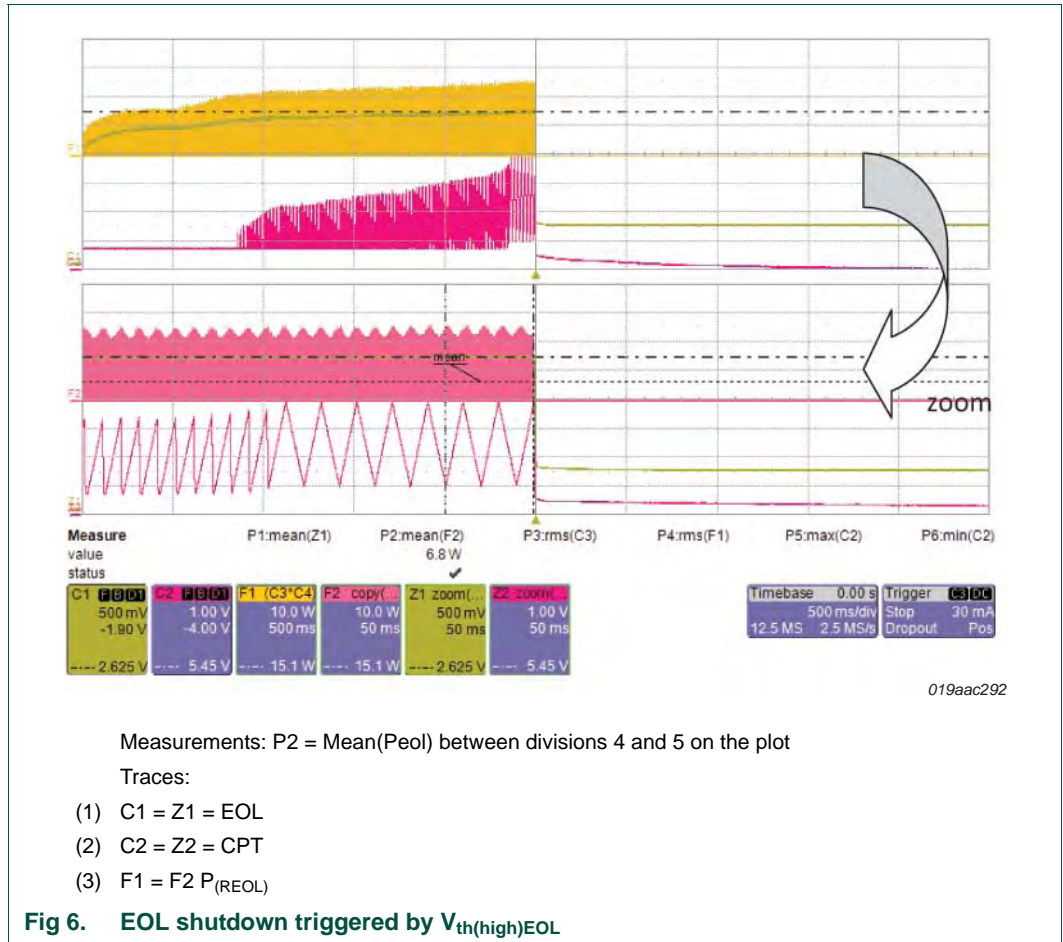 mean
zoom
Measure P1:mean(Z1) P2:mean(F2) P3:rms(C3) P4:rms(F1) P5:max(C2) P6:min(C2)
value 6.8 W
status
C1 F B D1 C2 F B D1 F1 (C3*C4) F2 copy(... Z1 zoom(... Z2 zoom(... Timebase 0.00 s Trigger C3 DC
500 mV 1.00 V 10.0 W 10.0 W 500 mV 1.00 V 500 ms/div Stop 30 mA
-1.90 V -4.00 V 500 ms 50 ms 50 ms 50 ms 12.5 MS 2.5 MS/s Dropout Pos
2.625 V 5.45 V 15.1 W 15.1 W 2.625 V 5.45 V
019aac292
Measurements: P2 = Mean(Peol) between divisions 4 and 5 on the plot
Traces:
(1) C1 = Z1 = EOL
(2) C2 = Z2 = CPT
(3) F1 = F2 P(REOL)
Fig 6. EOL shutdown triggered by Vth(high)EOL